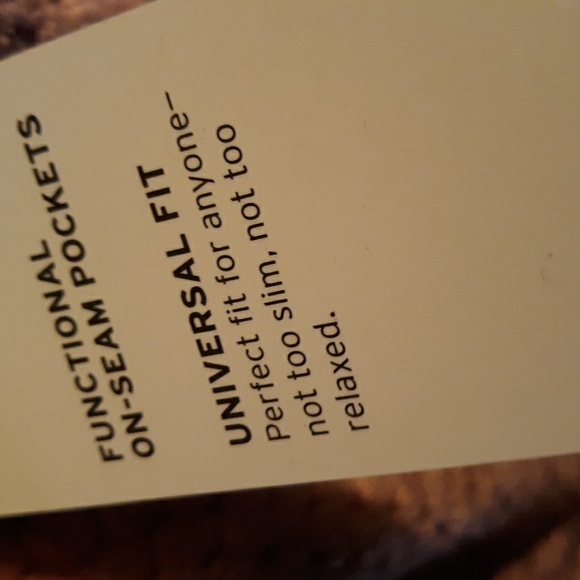 FUNCTIONAL
ON-SEAM POCKETS
UNIVERSAL FIT
Perfect fit for anyone–
not too slim, not too
relaxed.